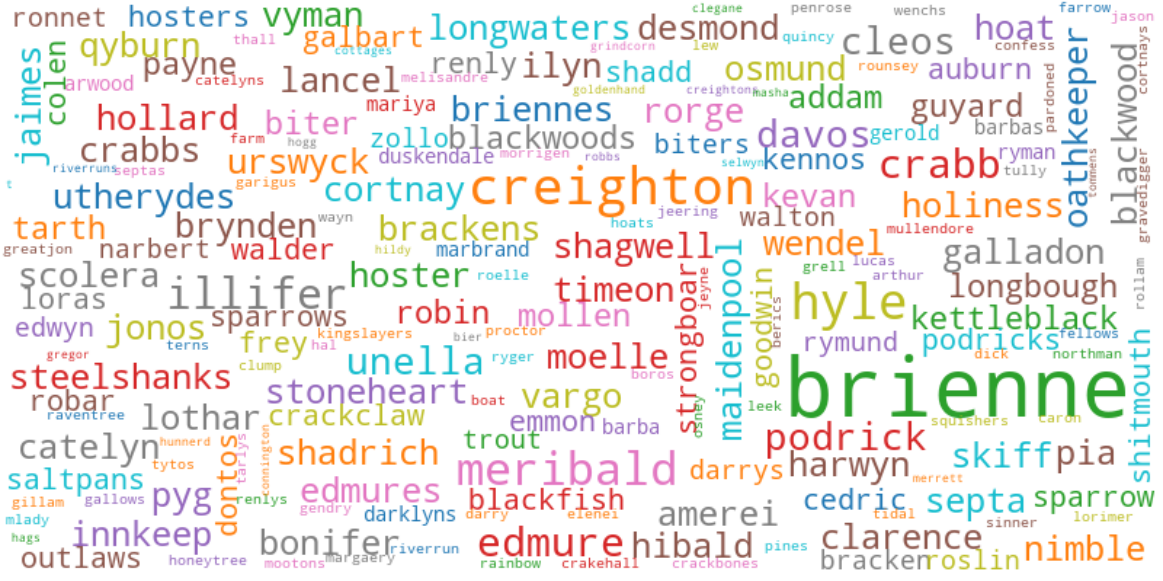 ronnet hosters vyman clegane penrose wenchs farrow jason
qyburn thall galbart longwaters desmond quincy cleos hoat
cottages grindcorn lew confess
jaimes colen payne renly ilyn shadd osmund rounsey auburn
arwood catelyns lancel melisandre goldenhand creightons masha addam pardoned oathkeeper blackwood cortnays
hollard biter mariya briennes rorge guyard
farm hogg zollo blackwoods biters davos gerold barbas
crabbs urswyck duskendale morrigen robbs selwyn kennos crabb ryman tully tommens gravedigger
riverruns septas garigus
t utherydes cortnay creighton kevan holiness
tarth brynden wayn brackens hoats jeering walton mullendore
greatjon narbert walder hildy marbrand shagwell wendel galladon
scolera illifer hoster roelle timeon strongboar jeyne maidenpool goodwin grell lucas arthur longbough rollam
loras sparrows robin mollen berics hyle kettleblack
edwyn jonos kingslayers bier proctor rymund podricks fellows
gregor terns frey hal unella ryger moelle dick northman shitmouth
steelshanks clump stoneheart boat vargo boros brienne
robar raventree lothar crackclaw emmon barba osney leek squishers caron
catelyn hunnerd dontos tarlys connington shadrich trout podrick skiff pia
saltpans tytos meribald darrys harwyn merrett
gillam gallows pyg renlys edmures gendry blackfish cedric septa sparrow
mlady innkeep darklyns darry elenei amerei tidal sinner lorimer
hags bonifer riverrun edmure hibald pines clarence nimble
outlaws honeytree mootons margaery rainbow crakehall crackbones bracken roslin